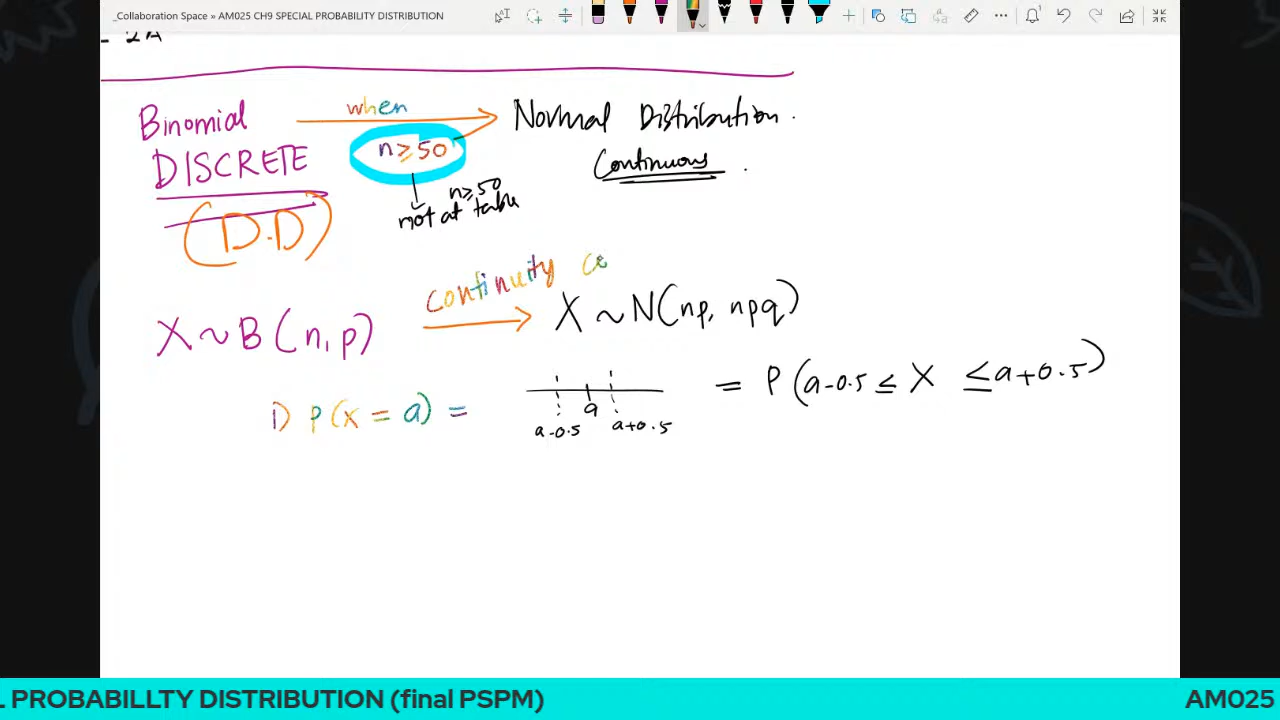 _Collaboration Space » AM025 CH9 SPECIAL PROBABILITY DISTRIBUTION
Binomial when Normal Distribution.
DISCRETE n ≥ 50 Continuous.
(D.D) n ≥ 50
not at table
continuity co
X ~ B(n, p) X ~ N(np, npq)
1) P(x = a) = a = P(a-0.5 ≤ X ≤ a+0.5)
a-0.5 a+0.5
L PROBABILLTY DISTRIBUTION (final PSPM) AM025